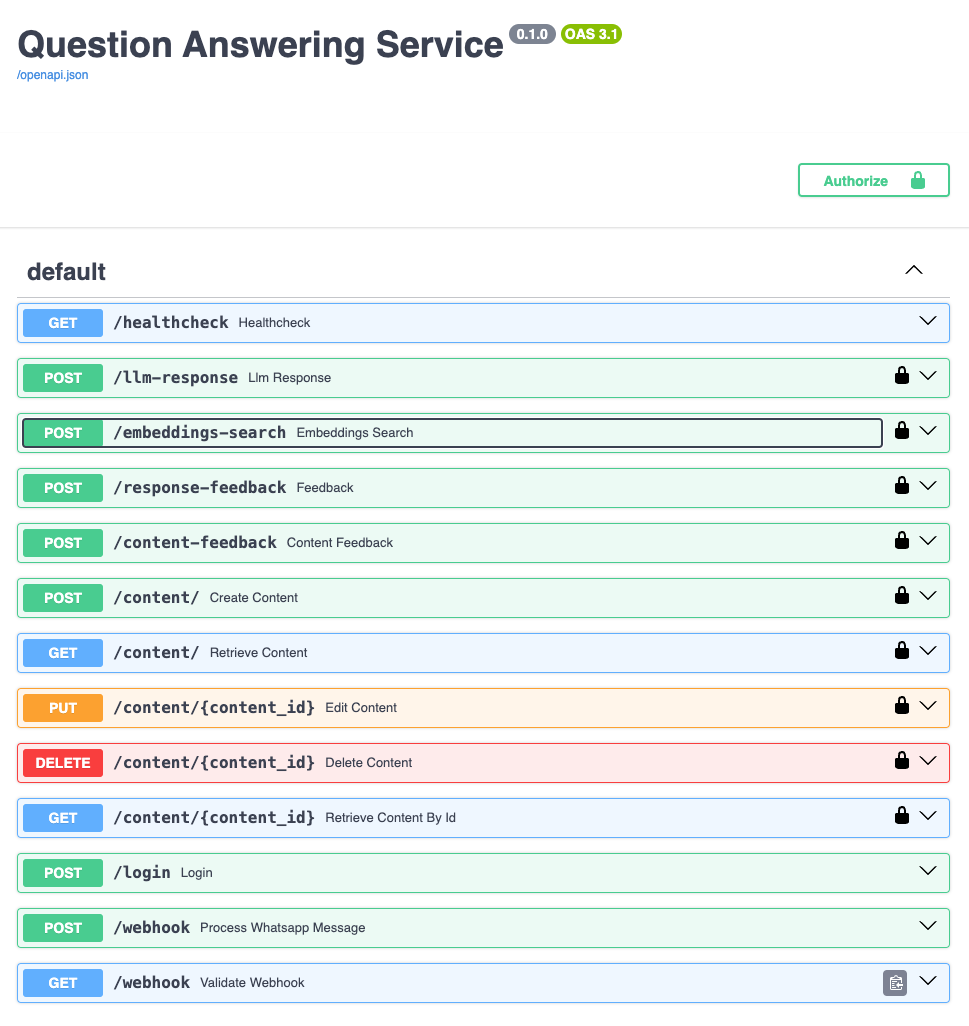 Question Answering Service 0.1.0 OAS 3.1
/openapi.json
Authorize
default
GET /healthcheck Healthcheck
POST /llm-response Llm Response
POST /embeddings-search Embeddings Search
POST /response-feedback Feedback
POST /content-feedback Content Feedback
POST /content/ Create Content
GET /content/ Retrieve Content
PUT /content/{content_id} Edit Content
DELETE /content/{content_id} Delete Content
GET /content/{content_id} Retrieve Content By Id
POST /login Login
POST /webhook Process Whatsapp Message
GET /webhook Validate Webhook